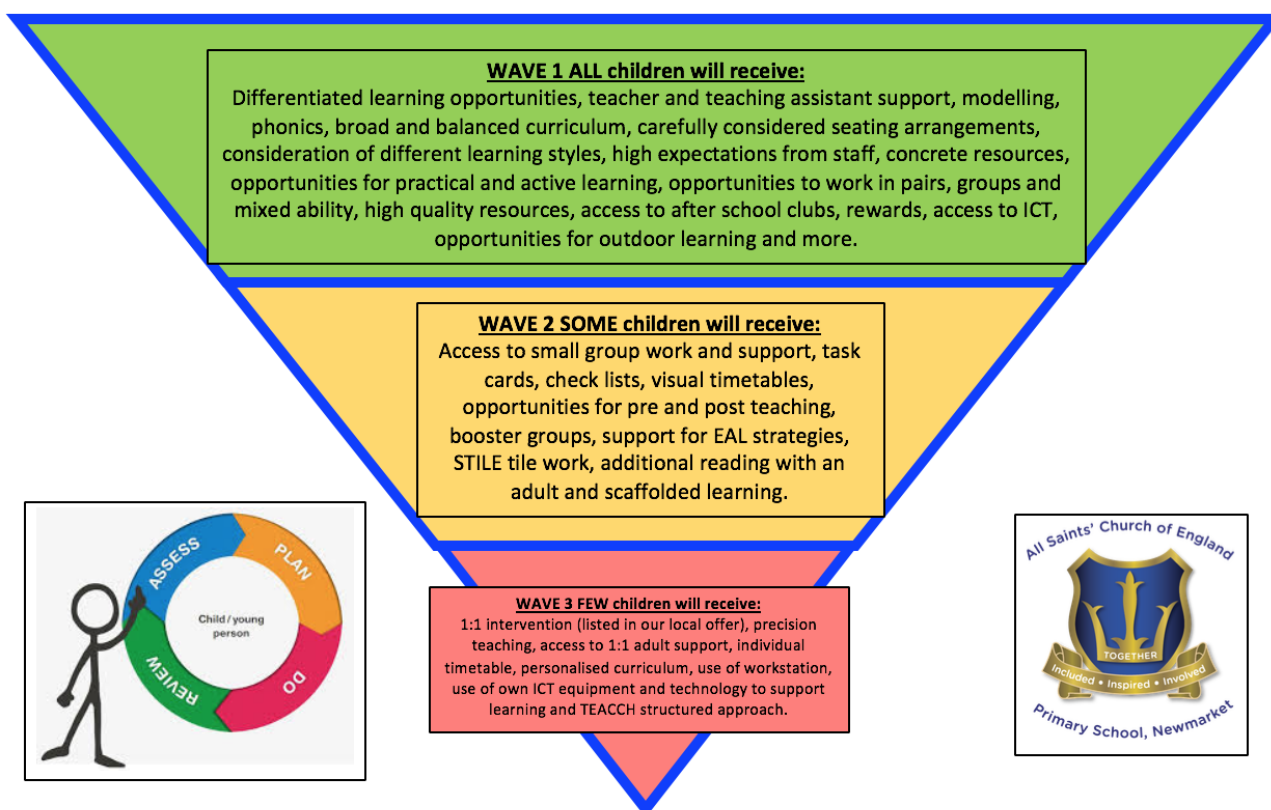 WAVE 1 ALL children will receive:
Differentiated learning opportunities, teacher and teaching assistant support, modelling,
phonics, broad and balanced curriculum, carefully considered seating arrangements,
consideration of different learning styles, high expectations from staff, concrete resources,
opportunities for practical and active learning, opportunities to work in pairs, groups and
mixed ability, high quality resources, access to after school clubs, rewards, access to ICT,
opportunities for outdoor learning and more.
WAVE 2 SOME children will receive:
Access to small group work and support, task
cards, check lists, visual timetables,
opportunities for pre and post teaching,
booster groups, support for EAL strategies,
STILE tile work, additional reading with an
adult and scaffolded learning.
WAVE 3 FEW children will receive:
1:1 intervention (listed in our local offer), precision
teaching, access to 1:1 adult support, individual
timetable, personalised curriculum, use of workstation,
use of own ICT equipment and technology to support
learning and TEACCH structured approach.
ASSESS
PLAN
DO
REVIEW
Child / young
person
All Saints' Church of England
TOGETHER
Included • Inspired • Involved
Primary School, Newmarket